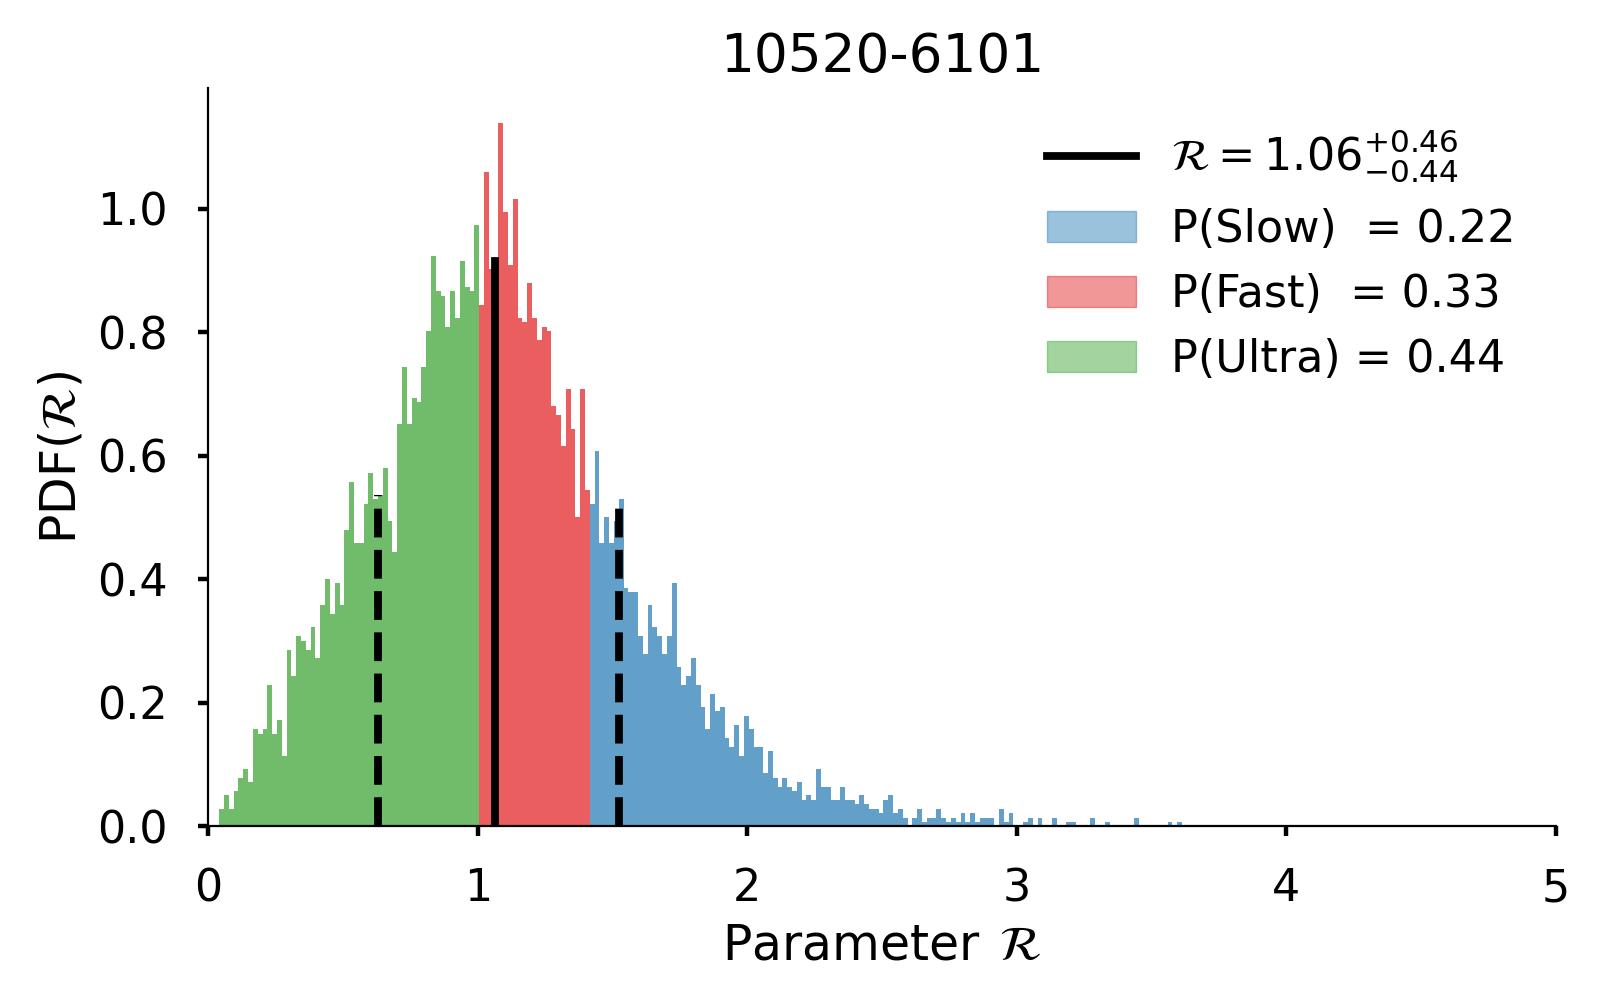 10520-6101
ℛ = 1.06 +0.46 −0.44
P(Slow) = 0.22
P(Fast) = 0.33
P(Ultra) = 0.44
PDF(ℛ)
1.0
0.8
0.6
0.4
0.2
0.0
0 1 2 3 4 5
Parameter ℛ